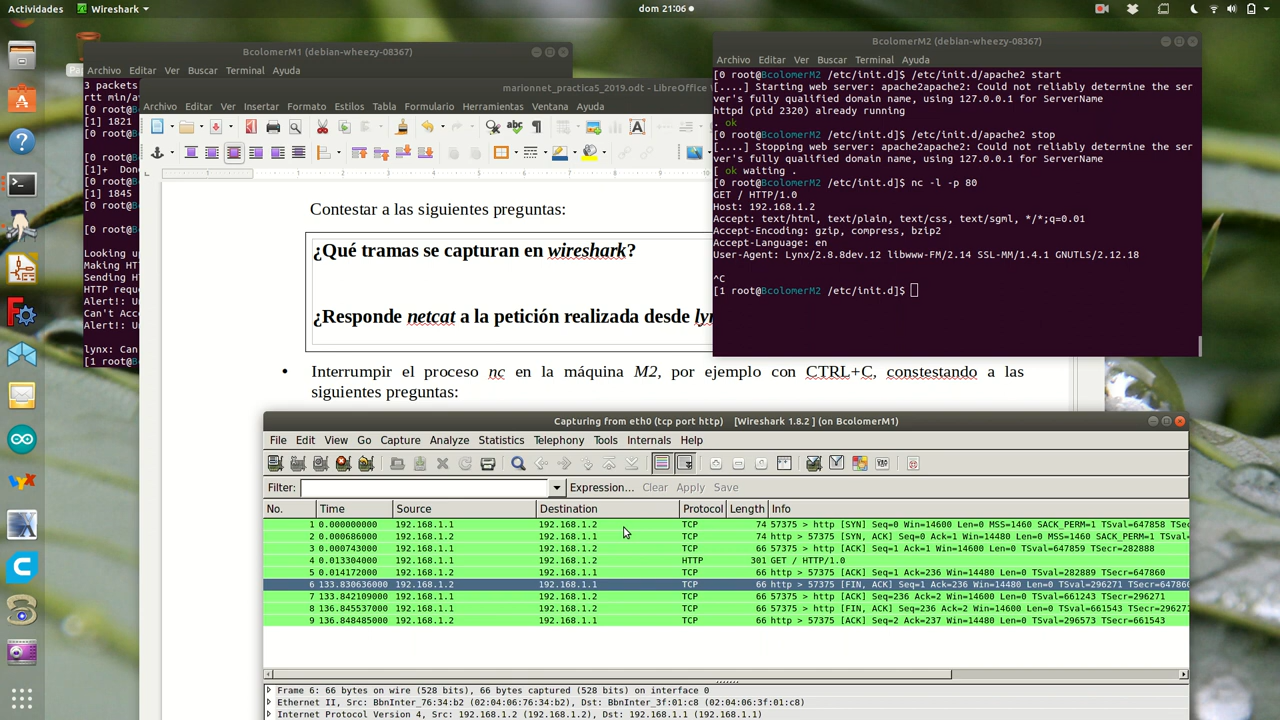 Actividades Wireshark dom 21:06
BcolomerM1 (debian-wheezy-08367)
Archivo Editar Ver Buscar Terminal Ayuda
3 packets
rtt min/av
[1] 1821
[0 root@B
[0 root@B
[1]+ Don
[0 root@B
[1] 1845
[0 root@B
[0 root@B
Looking up
Making HT
Sending H
HTTP requ
Alert!: Un
Can't Acce
Alert!: Un
lynx: Can
[1 root@B
marionnet_practica5_2019.odt - LibreOffice W
Archivo Editar Ver Insertar Formato Estilos Tabla Formulario Herramientas Ventana Ayuda
Contestar a las siguientes preguntas:
¿Qué tramas se capturan en wireshark?
¿Responde netcat a la petición realizada desde lyn
• Interrumpir el proceso nc en la máquina M2, por ejemplo con CTRL+C, constestando a las
siguientes preguntas:
BcolomerM2 (debian-wheezy-08367)
Archivo Editar Ver Buscar Terminal Ayuda
[0 root@BcolomerM2 /etc/init.d]$ /etc/init.d/apache2 start
[....] Starting web server: apache2apache2: Could not reliably determine the ser
ver's fully qualified domain name, using 127.0.0.1 for ServerName
httpd (pid 2320) already running
. ok
[0 root@BcolomerM2 /etc/init.d]$ /etc/init.d/apache2 stop
[....] Stopping web server: apache2apache2: Could not reliably determine the ser
ver's fully qualified domain name, using 127.0.0.1 for ServerName
[ ok waiting .
[0 root@BcolomerM2 /etc/init.d]$ nc -l -p 80
GET / HTTP/1.0
Host: 192.168.1.2
Accept: text/html, text/plain, text/css, text/sgml, */*;q=0.01
Accept-Encoding: gzip, compress, bzip2
Accept-Language: en
User-Agent: Lynx/2.8.8dev.12 libwww-FM/2.14 SSL-MM/1.4.1 GNUTLS/2.12.18
^C
[1 root@BcolomerM2 /etc/init.d]$
Capturing from eth0 (tcp port http) [Wireshark 1.8.2 ] (on BcolomerM1)
File Edit View Go Capture Analyze Statistics Telephony Tools Internals Help
Filter: Expression... Clear Apply Save
No. Time Source Destination Protocol Length Info
1 0.000000000 192.168.1.1 192.168.1.2 TCP 74 57375 > http [SYN] Seq=0 Win=14600 Len=0 MSS=1460 SACK_PERM=1 TSval=647858 TSec
2 0.000686000 192.168.1.2 192.168.1.1 TCP 74 http > 57375 [SYN, ACK] Seq=0 Ack=1 Win=14480 Len=0 MSS=1460 SACK_PERM=1 TSval=
3 0.000743000 192.168.1.1 192.168.1.2 TCP 66 57375 > http [ACK] Seq=1 Ack=1 Win=14600 Len=0 TSval=647859 TSecr=282888
4 0.013304000 192.168.1.1 192.168.1.2 HTTP 301 GET / HTTP/1.0
5 0.014172000 192.168.1.2 192.168.1.1 TCP 66 http > 57375 [ACK] Seq=1 Ack=236 Win=14480 Len=0 TSval=282889 TSecr=647860
6 133.830636000 192.168.1.2 192.168.1.1 TCP 66 http > 57375 [FIN, ACK] Seq=1 Ack=236 Win=14480 Len=0 TSval=296271 TSecr=647860
7 133.842109000 192.168.1.1 192.168.1.2 TCP 66 57375 > http [ACK] Seq=236 Ack=2 Win=14600 Len=0 TSval=661243 TSecr=296271
8 136.845537000 192.168.1.1 192.168.1.2 TCP 66 57375 > http [FIN, ACK] Seq=236 Ack=2 Win=14600 Len=0 TSval=661543 TSecr=29627
9 136.848485000 192.168.1.2 192.168.1.1 TCP 66 http > 57375 [ACK] Seq=2 Ack=237 Win=14480 Len=0 TSval=296573 TSecr=661543
Frame 6: 66 bytes on wire (528 bits), 66 bytes captured (528 bits) on interface 0
Ethernet II, Src: BbnInter_76:34:b2 (02:04:06:76:34:b2), Dst: BbnInter_3f:01:c8 (02:04:06:3f:01:c8)
Internet Protocol Version 4, Src: 192.168.1.2 (192.168.1.2), Dst: 192.168.1.1 (192.168.1.1)